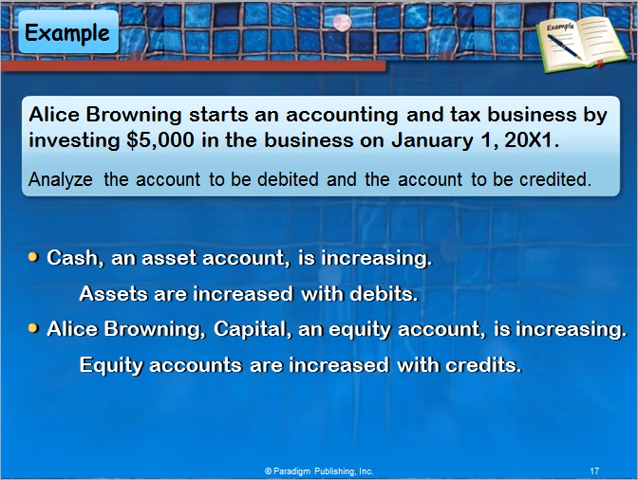 Example
Example
Alice Browning starts an accounting and tax business by
investing $5,000 in the business on January 1, 20X1.
Analyze the account to be debited and the account to be credited.
Cash, an asset account, is increasing.
Assets are increased with debits.
Alice Browning, Capital, an equity account, is increasing.
Equity accounts are increased with credits.
© Paradigm Publishing, Inc.
17